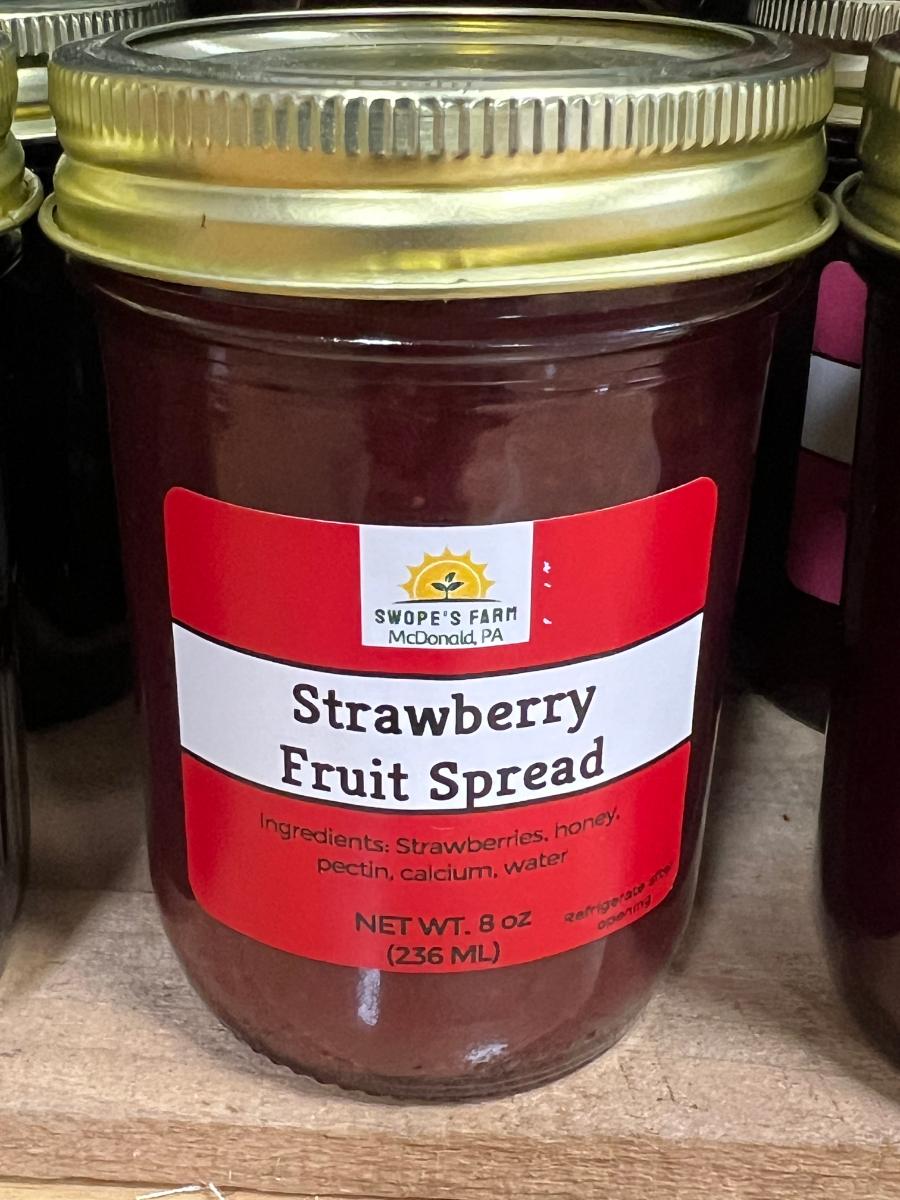 SWOPE'S FARM
McDonald, PA
Strawberry
Fruit Spread
Ingredients: Strawberries, honey,
pectin, calcium, water
NET WT. 8 oz
(236 ML)
Refrigerate after
opening